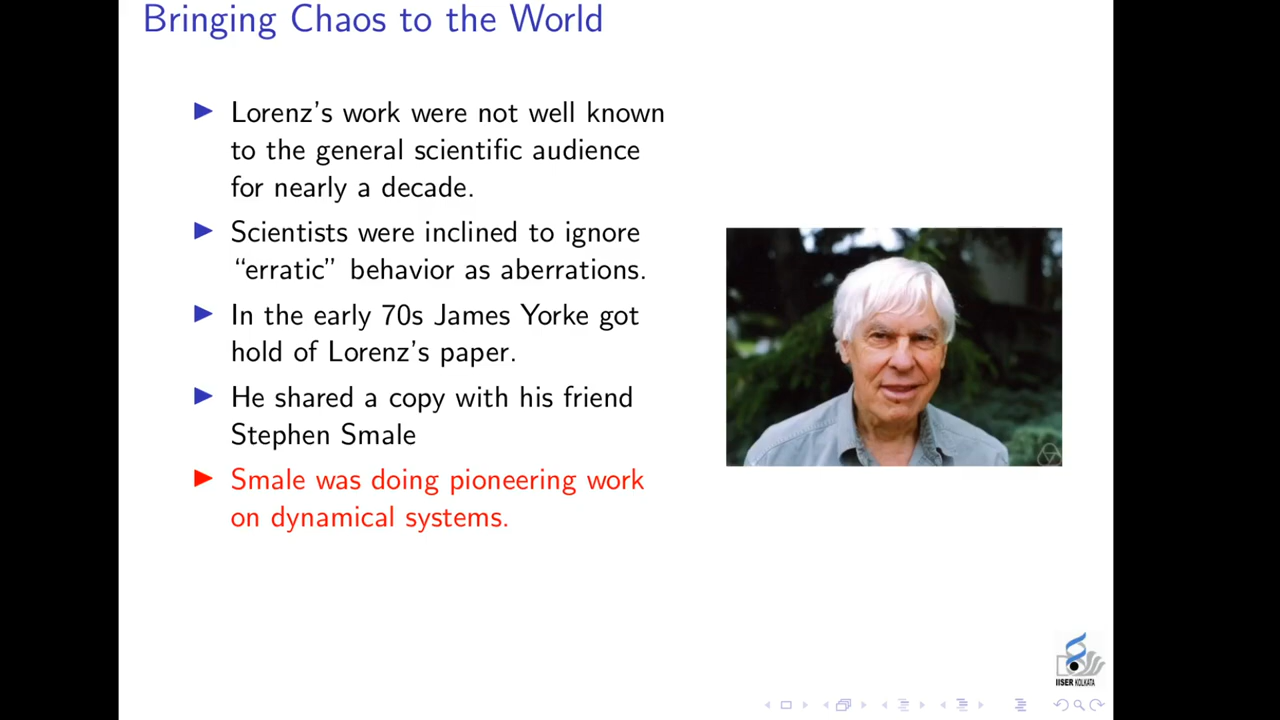 Bringing Chaos to the World
Lorenz's work were not well known
to the general scientific audience
for nearly a decade.
Scientists were inclined to ignore
“erratic” behavior as aberrations.
In the early 70s James Yorke got
hold of Lorenz's paper.
He shared a copy with his friend
Stephen Smale
Smale was doing pioneering work
on dynamical systems.
IISER KOLKATA